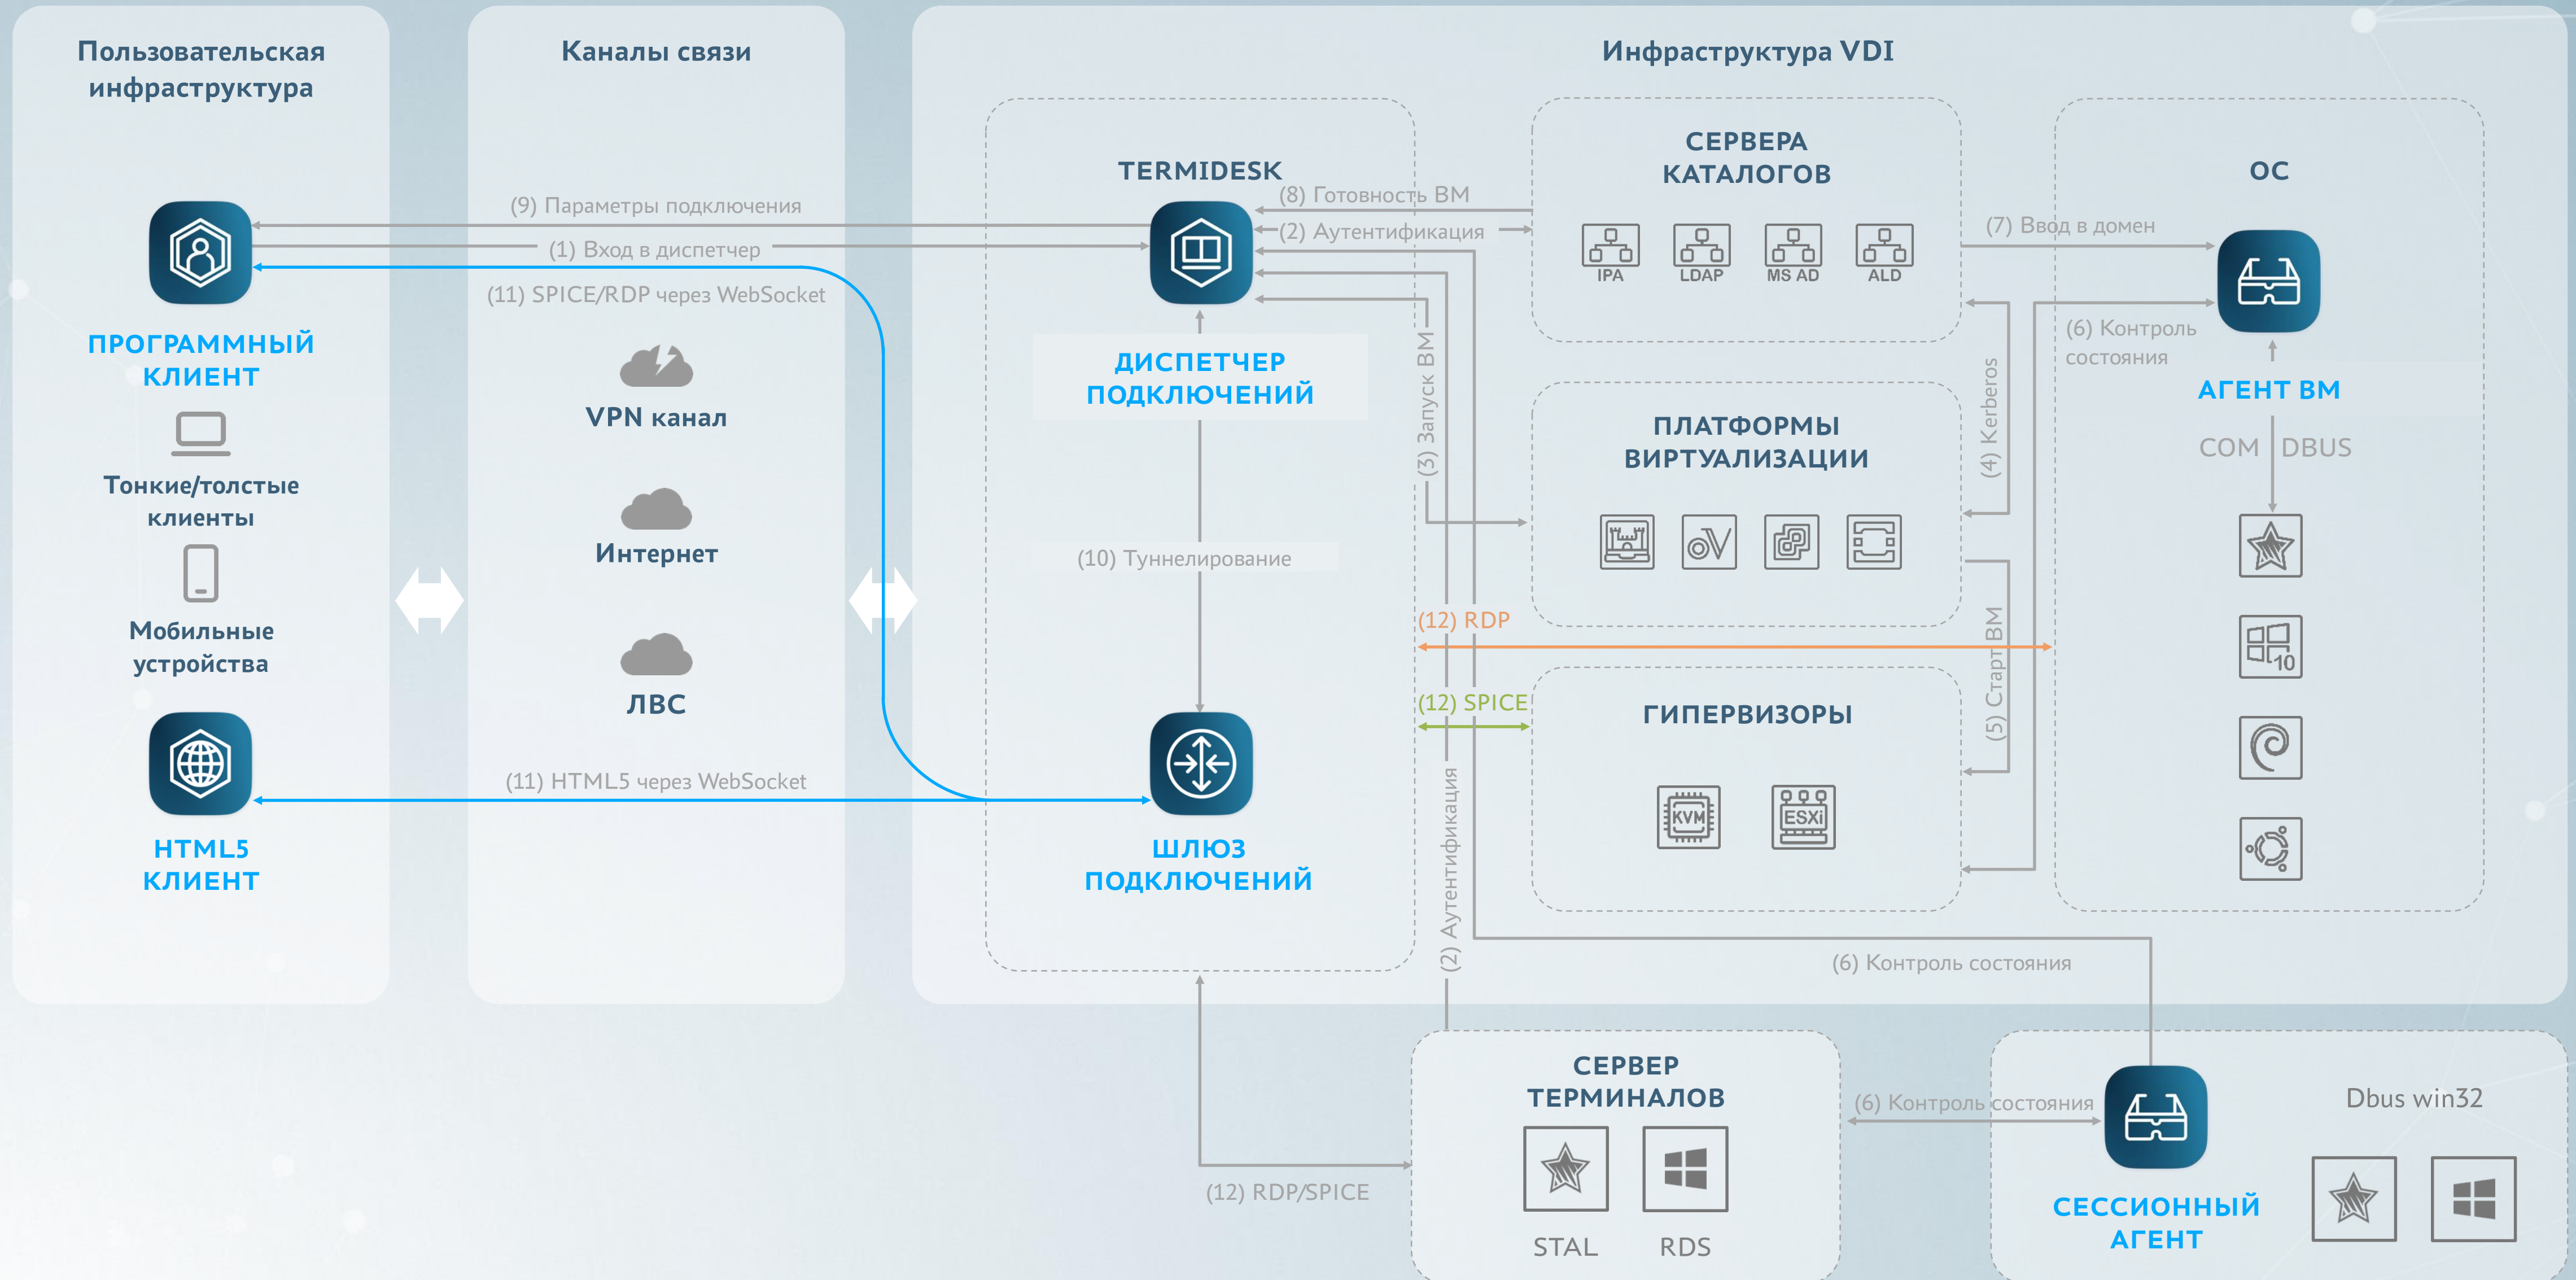 Пользовательская
инфраструктура
ПРОГРАММНЫЙ
КЛИЕНТ
Тонкие/толстые
клиенты
Мобильные
устройства
HTML5
КЛИЕНТ
Каналы связи
(9) Параметры подключения
(1) Вход в диспетчер
(11) SPICE/RDP через WebSocket
VPN канал
Интернет
ЛВС
(11) HTML5 через WebSocket
Инфраструктура VDI
TERMIDESK
ДИСПЕТЧЕР
ПОДКЛЮЧЕНИЙ
(10) Туннелирование
ШЛЮЗ
ПОДКЛЮЧЕНИЙ
(8) Готовность ВМ
(2) Аутентификация
(3) Запуск ВМ
(12) RDP
(12) SPICE
(2) Аутентификация
СЕРВЕРА
КАТАЛОГОВ
IPA
LDAP
MS AD
ALD
ПЛАТФОРМЫ
ВИРТУАЛИЗАЦИИ
oV
ГИПЕРВИЗОРЫ
KVM
ESXi
(7) Ввод в домен
(4) Kerberos
(5) Старт ВМ
(6) Контроль
состояния
ОС
АГЕНТ ВМ
COM
DBUS
10
(6) Контроль состояния
(12) RDP/SPICE
СЕРВЕР
ТЕРМИНАЛОВ
STAL
RDS
(6) Контроль состояния
СЕССИОННЫЙ
АГЕНТ
Dbus win32